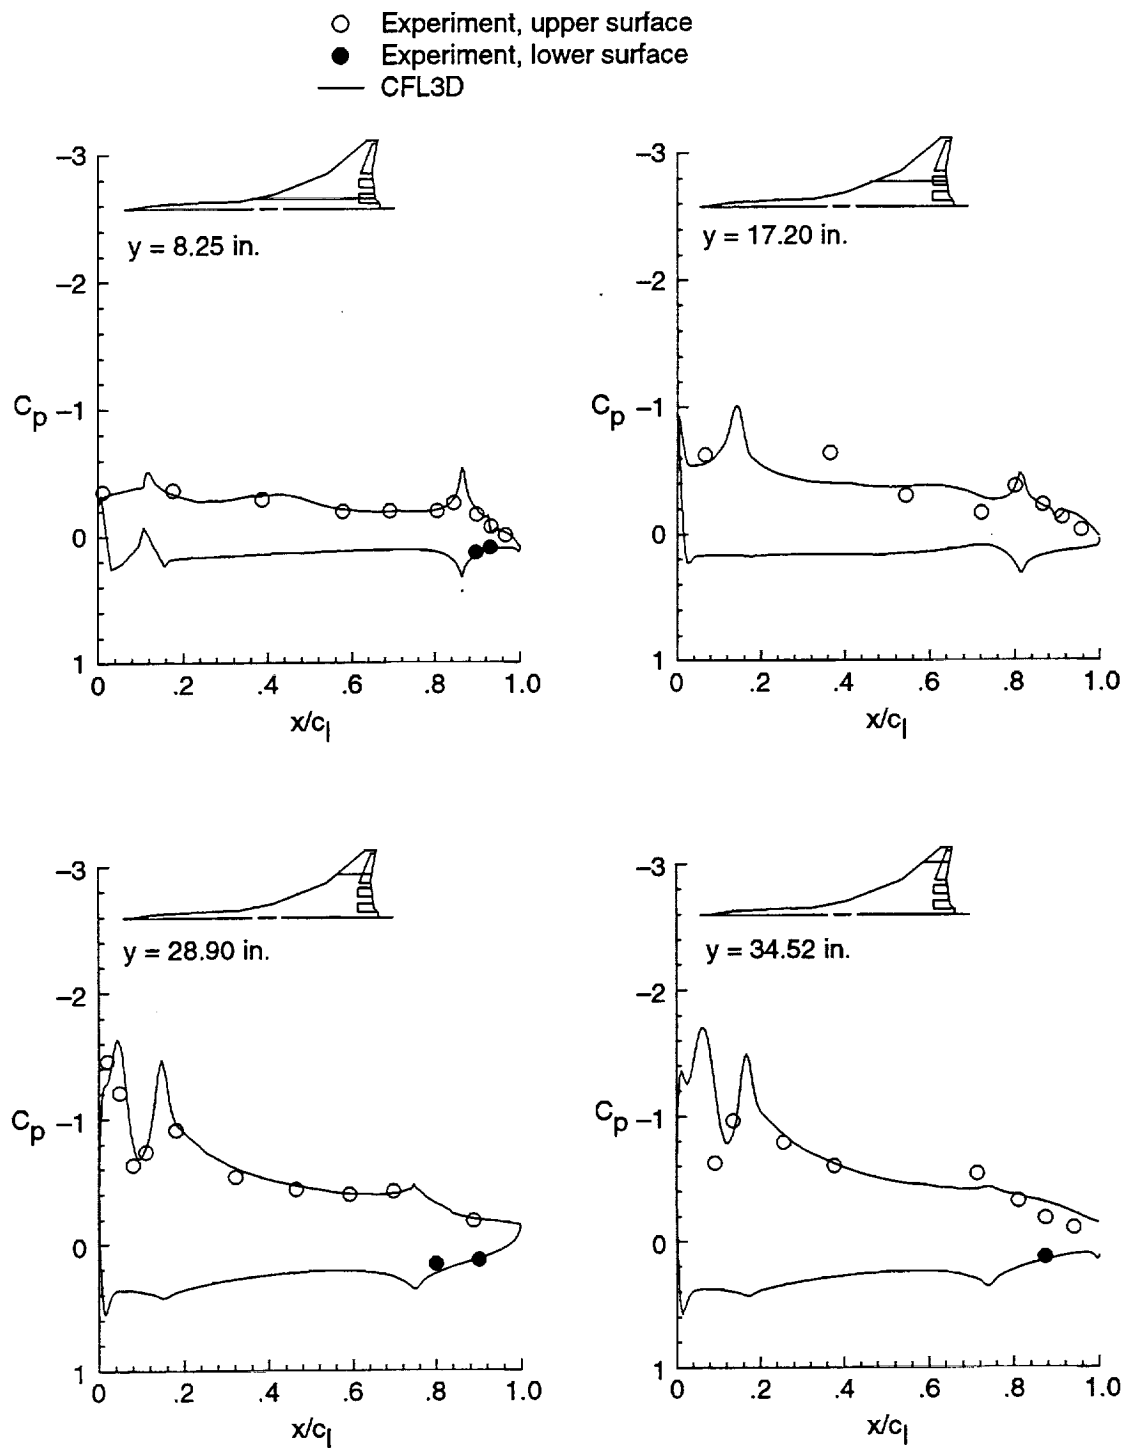 Experiment, upper surface
Experiment, lower surface
CFL3D
–3
–2
Cp –1
0
1
y = 8.25 in.
0 .2 .4 .6 .8 1.0
x/cl
–3
–2
Cp –1
0
1
y = 17.20 in.
0 .2 .4 .6 .8 1.0
x/cl
–3
–2
Cp –1
0
1
y = 28.90 in.
0 .2 .4 .6 .8 1.0
x/cl
–3
–2
Cp –1
0
1
y = 34.52 in.
0 .2 .4 .6 .8 1.0
x/cl